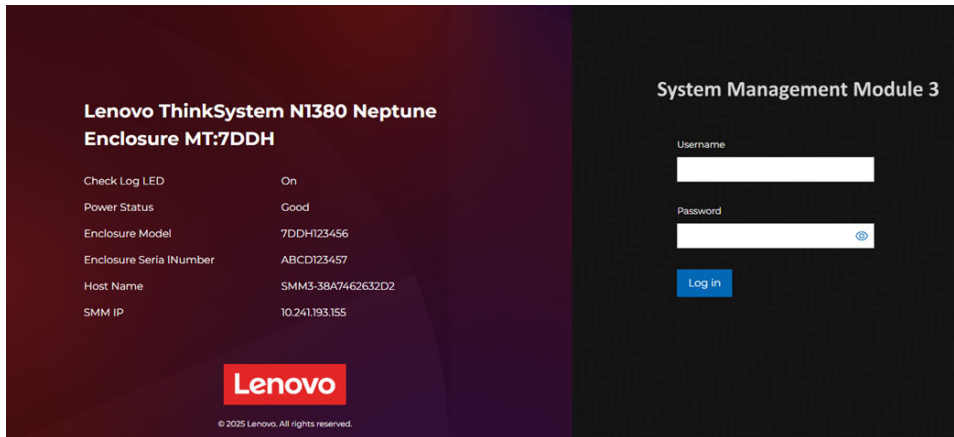 Lenovo ThinkSystem N1380 Neptune
Enclosure MT:7DDH
Check Log LED On
Power Status Good
Enclosure Model 7DDH123456
Enclosure Seria lNumber ABCD123457
Host Name SMM3-38A7462632D2
SMM IP 10.241.193.155
Lenovo
© 2025 Lenovo. All rights reserved.
System Management Module 3
Username
Password
Log in